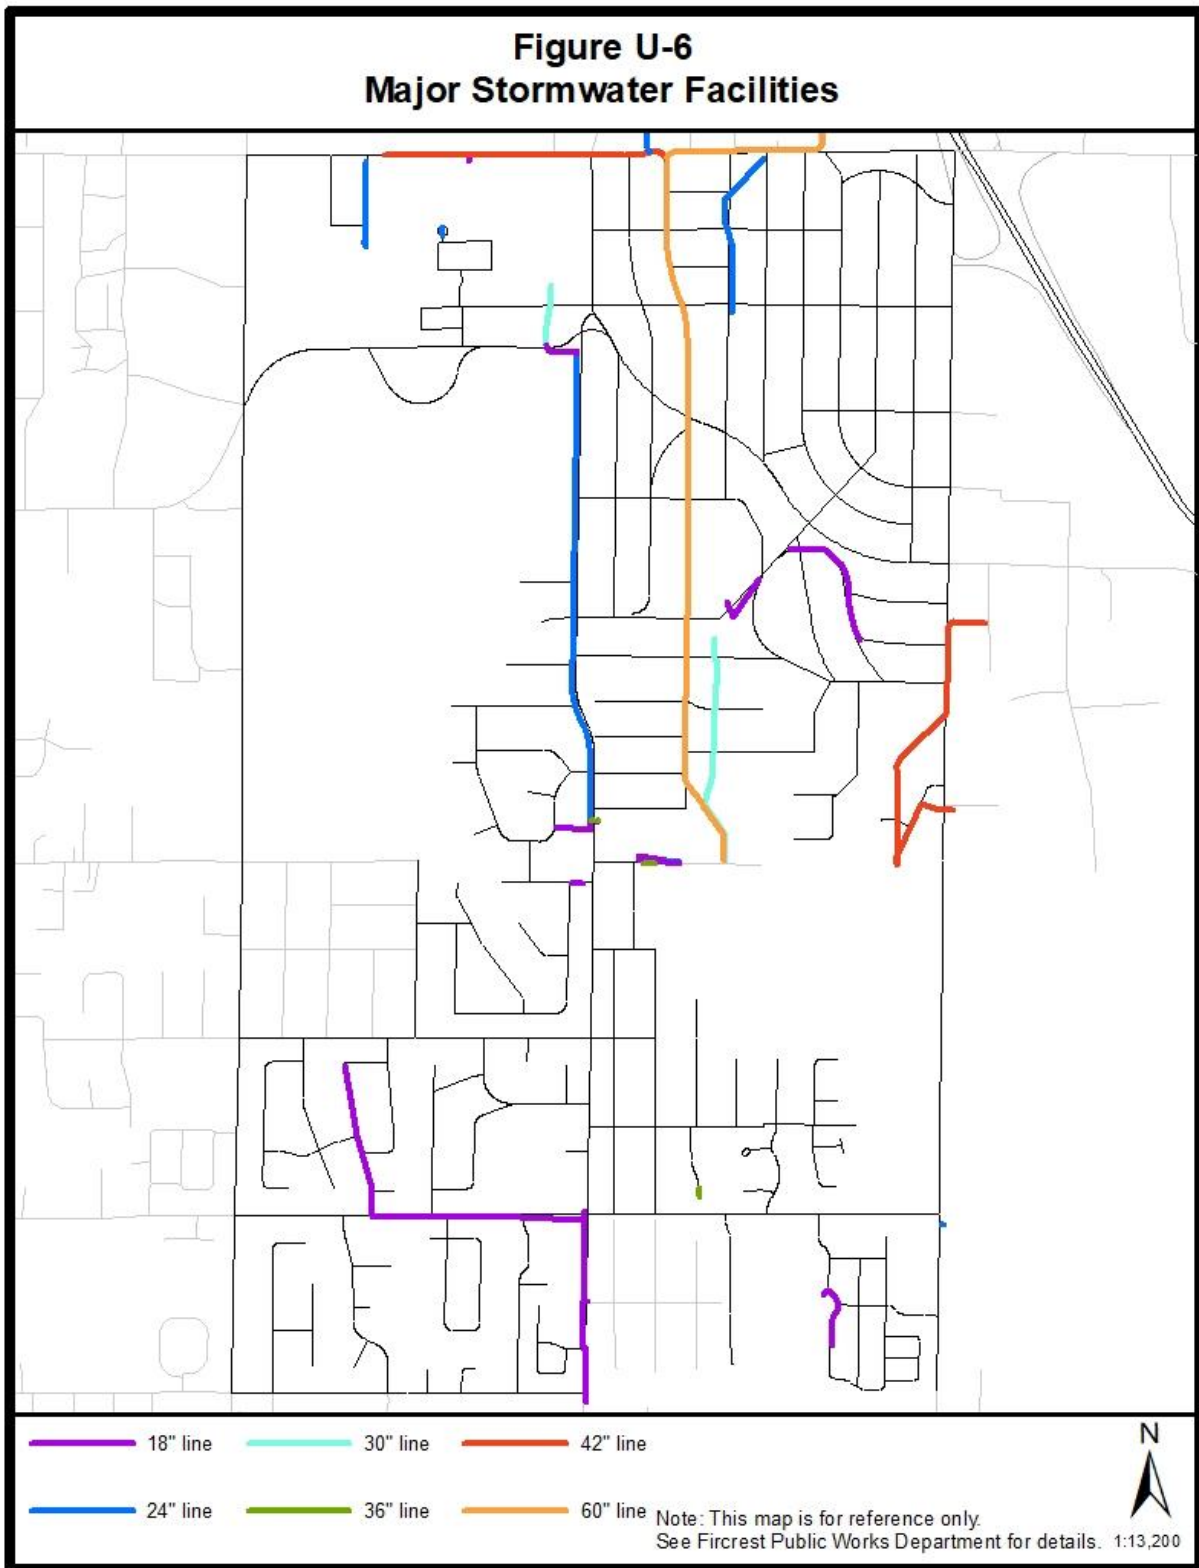 Figure U-6
Major Stormwater Facilities
18" line
30" line
42" line
24" line
36" line
60" line
Note: This map is for reference only.
See Fircrest Public Works Department for details.
N
1:13,200